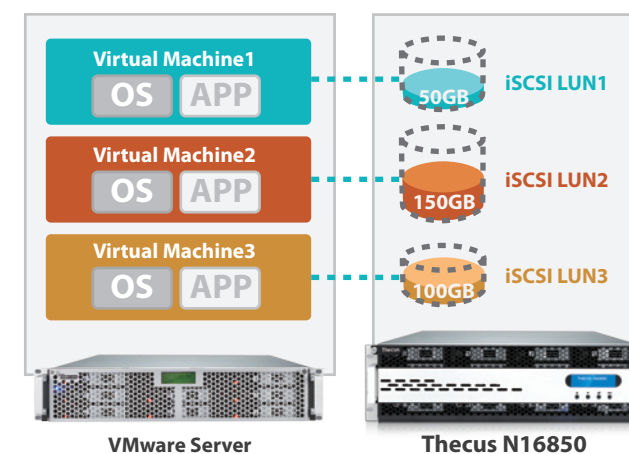 Virtual Machine1
OS APP
50GB
iSCSI LUN1
Virtual Machine2
OS APP
150GB
iSCSI LUN2
Virtual Machine3
OS APP
100GB
iSCSI LUN3
Thecus
VMware Server
Thecus N16850